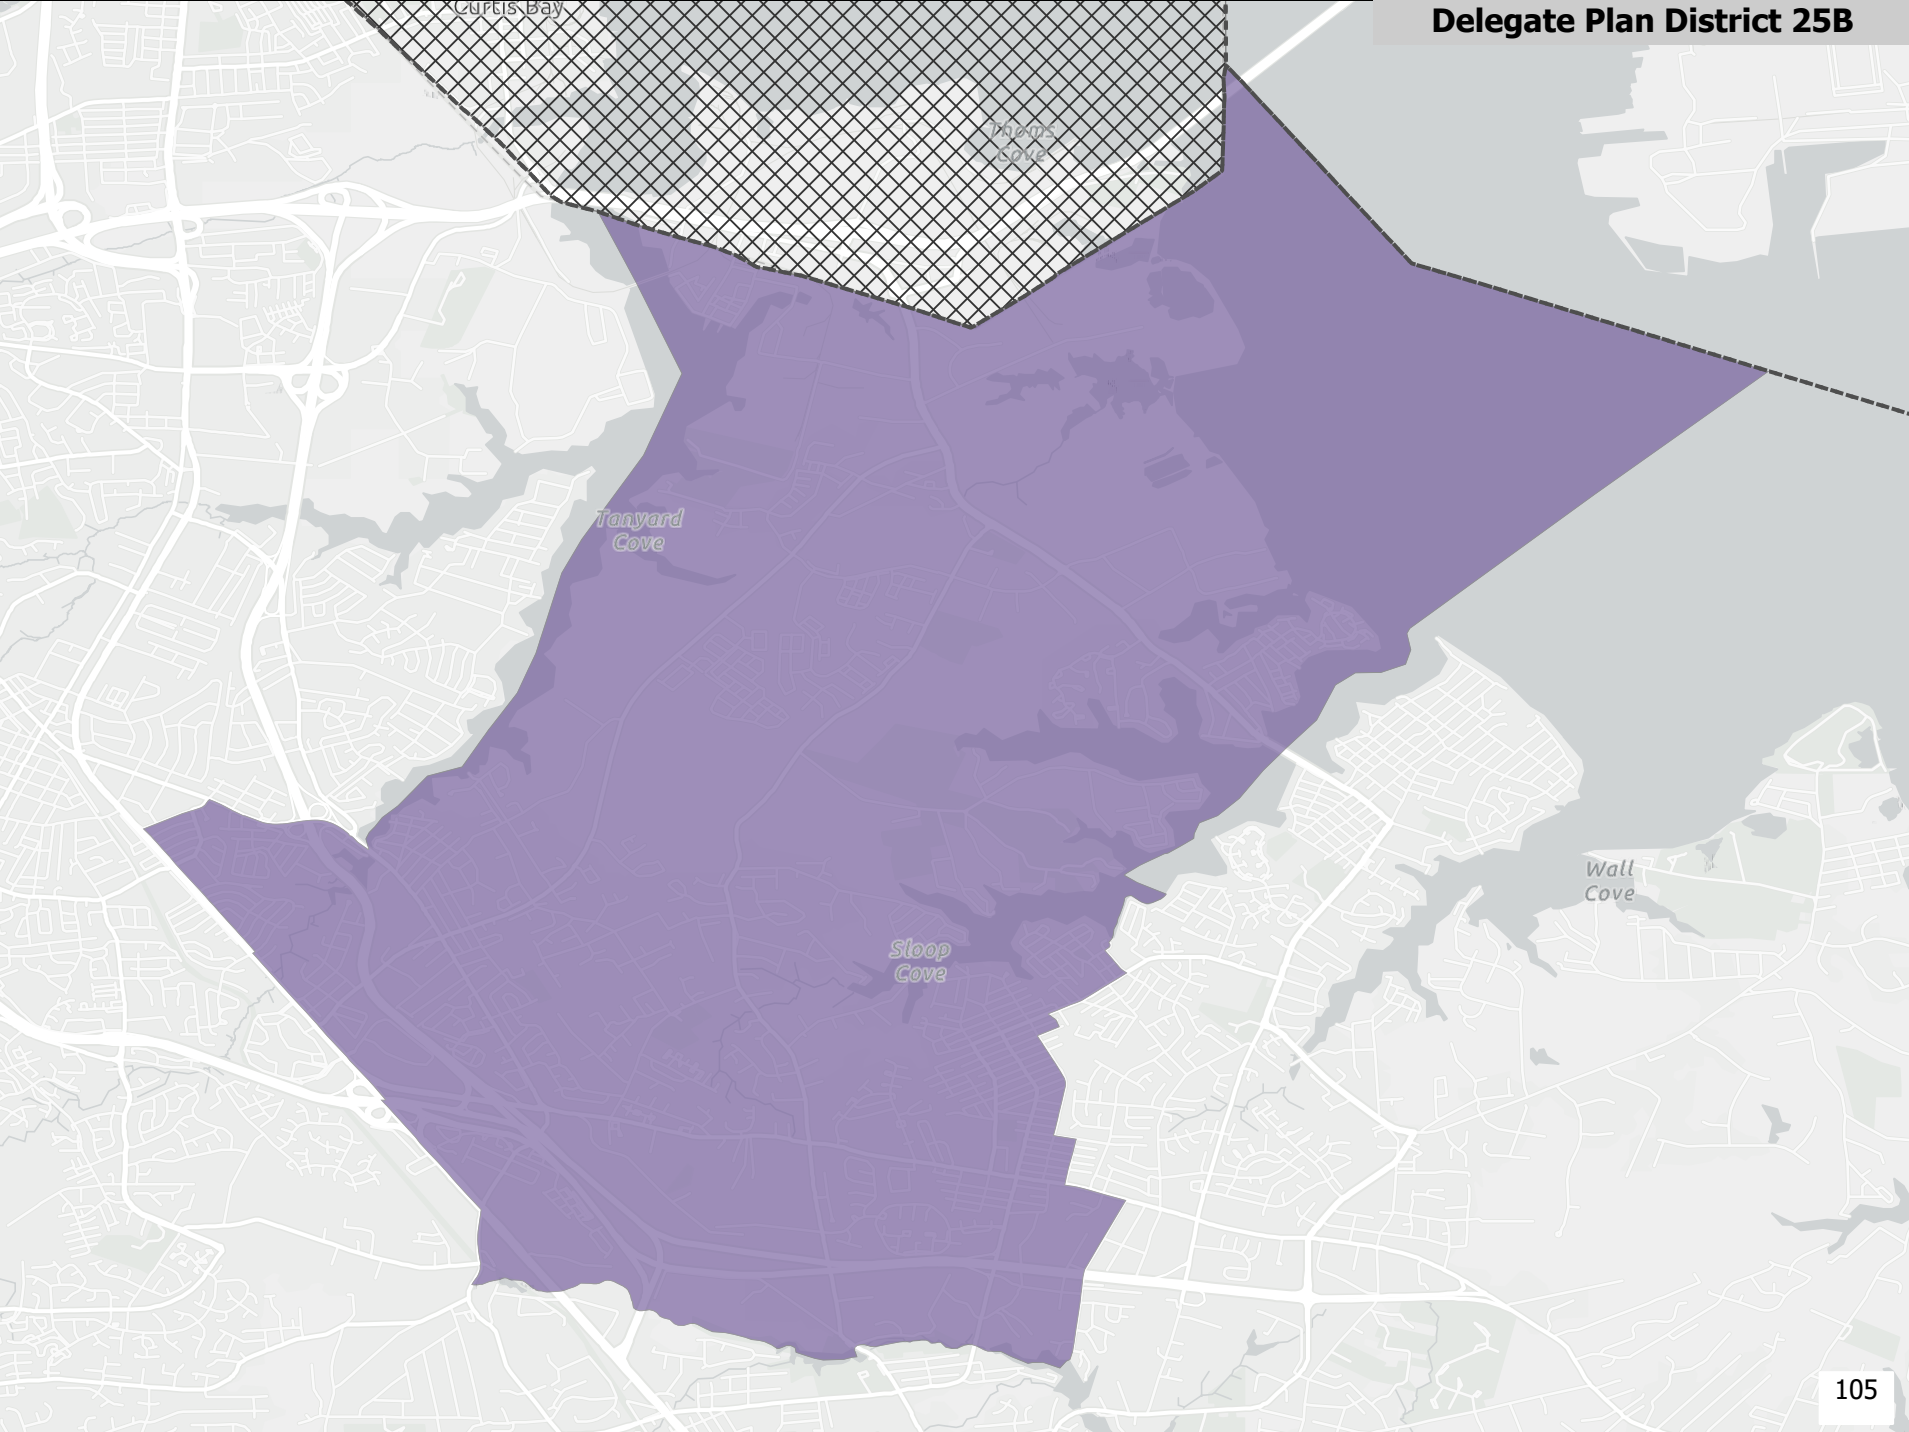 Curtis Bay
Delegate Plan District 25B
Thoms
Cove
Tanyard
Cove
Wall
Cove
Sloop
Cove
105